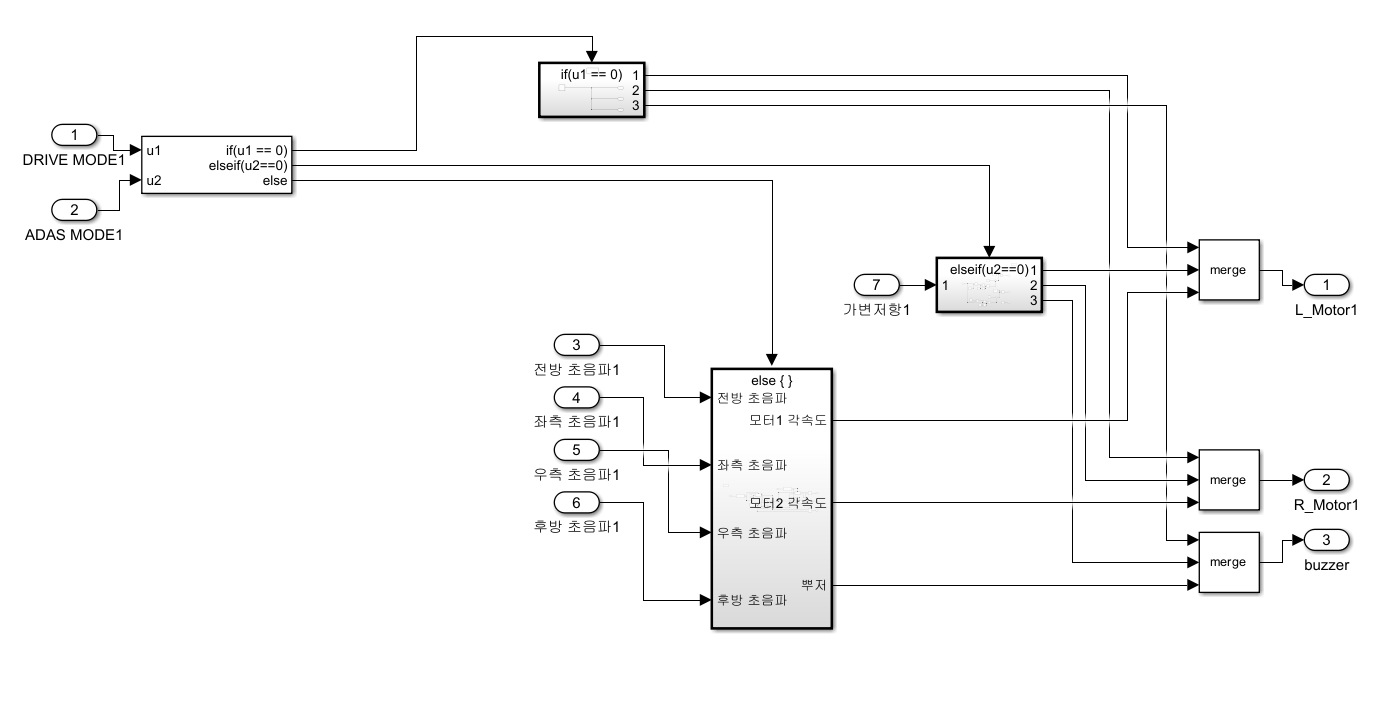 if(u1 == 0)
1
2
3
1
DRIVE MODE1
2
ADAS MODE1
u1
u2
if(u1 == 0)
elseif(u2==0)
else
7
가변저항1
elseif(u2==0)
1
1
2
3
3
전방 초음파1
4
좌측 초음파1
5
우측 초음파1
6
후방 초음파1
else { }
전방 초음파
모터1 각속도
좌측 초음파
모터2 각속도
우측 초음파
뿌저
후방 초음파
merge
1
L_Motor1
merge
2
R_Motor1
merge
3
buzzer